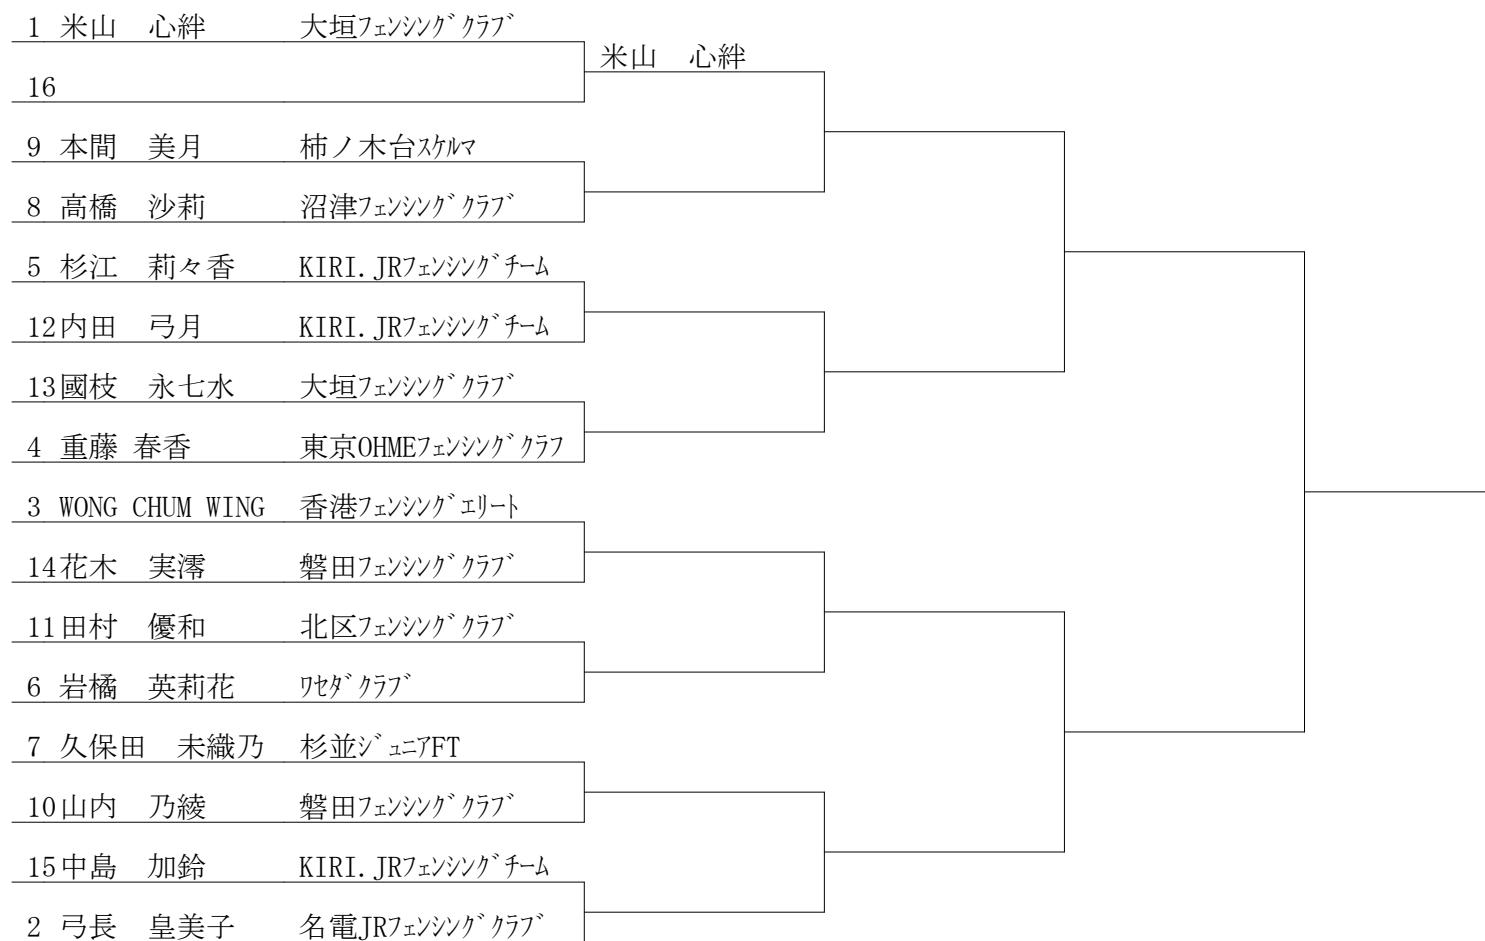 1 米山　心絆　大垣フェンシングクラブ
米山　心絆
16
9 本間　美月　柿ノ木台スケルマ
8 高橋　沙莉　沼津フェンシングクラブ
5 杉江　莉々香　KIRI.JRフェンシングチーム
12 内田　弓月　KIRI.JRフェンシングチーム
13 國枝　永七水　大垣フェンシングクラブ
4 重藤 春香　東京OHMEフェンシングクラフ
3 WONG CHUM WING　香港フェンシングエリート
14 花木　実澪　磐田フェンシングクラブ
11 田村　優和　北区フェンシングクラブ
6 岩橋　英莉花　ワセダクラブ
7 久保田　未織乃　杉並ジュニアFT
10 山内　乃綾　磐田フェンシングクラブ
15 中島　加鈴　KIRI.JRフェンシングチーム
2 弓長　皇美子　名電JRフェンシングクラブ